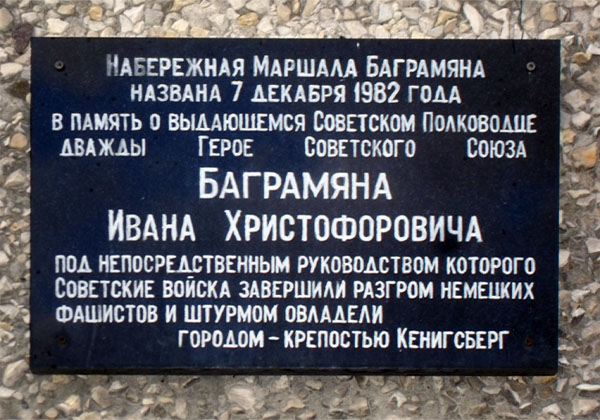 Набережная Маршала Баграмяна
названа 7 декабря 1982 года
в память о выдающемся Советском Полководце
дважды Герое Советского Союза
Баграмяна
Ивана Христофоровича
под непосредственным руководством которого
Советские войска завершили разгром немецких
фашистов и штурмом овладели
городом – крепостью Кенигсберг